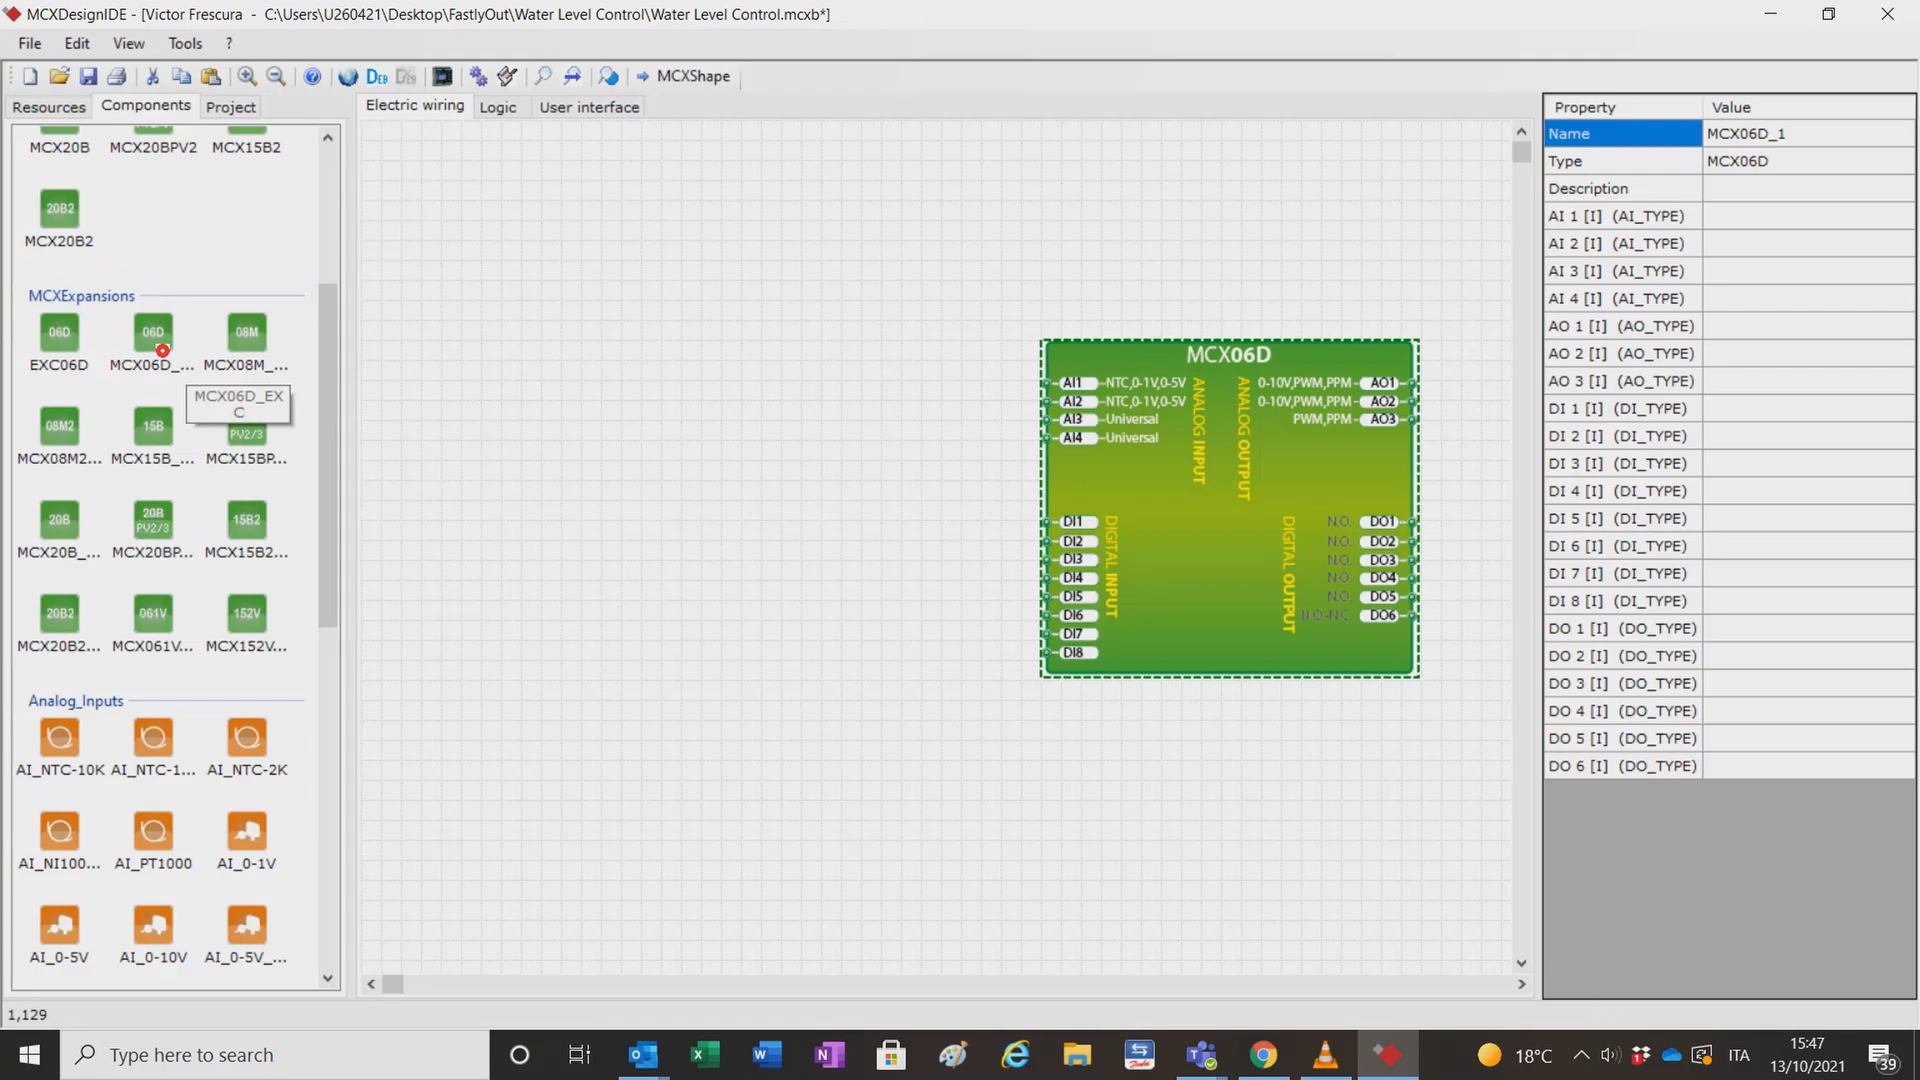 MCXDesignIDE - [Victor Frescura  -  C:\Users\U260421\Desktop\FastlyOut\Water Level Control\Water Level Control.mcxb*]
File Edit View Tools ?
DEB MCXShape
Resources Components Project
Electric wiring Logic User interface
MCX20B MCX20BPV2 MCX15B2
20B2
MCX20B2
MCXExpansions
06D 06D 08M
EXC06D MCX06D_... MCX08M_...
MCX06D_EX
C
08M2 15B PV2/3
MCX08M2... MCX15B_... MCX15BP...
20B 20B PV2/3 15B2
MCX20B_... MCX20BP... MCX15B2...
20B2 061V 152V
MCX20B2... MCX061V... MCX152V...
Analog_Inputs
AI_NTC-10K AI_NTC-1... AI_NTC-2K
AI_NI100... AI_PT1000 AI_0-1V
AI_0-5V AI_0-10V AI_0-5V_...
MCX06D
AI1 NTC,0-1V,0-5V 0-10V,PWM,PPM AO1
AI2 NTC,0-1V,0-5V 0-10V,PWM,PPM AO2
AI3 Universal PWM,PPM AO3
AI4 Universal
ANALOG INPUT
ANALOG OUTPUT
DI1 N.O. DO1
DI2 N.O. DO2
DI3 N.O. DO3
DI4 N.O. DO4
DI5 N.O. DO5
DI6 N.O-N.C. DO6
DI7
DI8
DIGITAL INPUT
DIGITAL OUTPUT
Property Value
Name MCX06D_1
Type MCX06D
Description
AI 1 [I] (AI_TYPE)
AI 2 [I] (AI_TYPE)
AI 3 [I] (AI_TYPE)
AI 4 [I] (AI_TYPE)
AO 1 [I] (AO_TYPE)
AO 2 [I] (AO_TYPE)
AO 3 [I] (AO_TYPE)
DI 1 [I] (DI_TYPE)
DI 2 [I] (DI_TYPE)
DI 3 [I] (DI_TYPE)
DI 4 [I] (DI_TYPE)
DI 5 [I] (DI_TYPE)
DI 6 [I] (DI_TYPE)
DI 7 [I] (DI_TYPE)
DI 8 [I] (DI_TYPE)
DO 1 [I] (DO_TYPE)
DO 2 [I] (DO_TYPE)
DO 3 [I] (DO_TYPE)
DO 4 [I] (DO_TYPE)
DO 5 [I] (DO_TYPE)
DO 6 [I] (DO_TYPE)
1,129
Type here to search
18°C ITA 15:47
13/10/2021 39